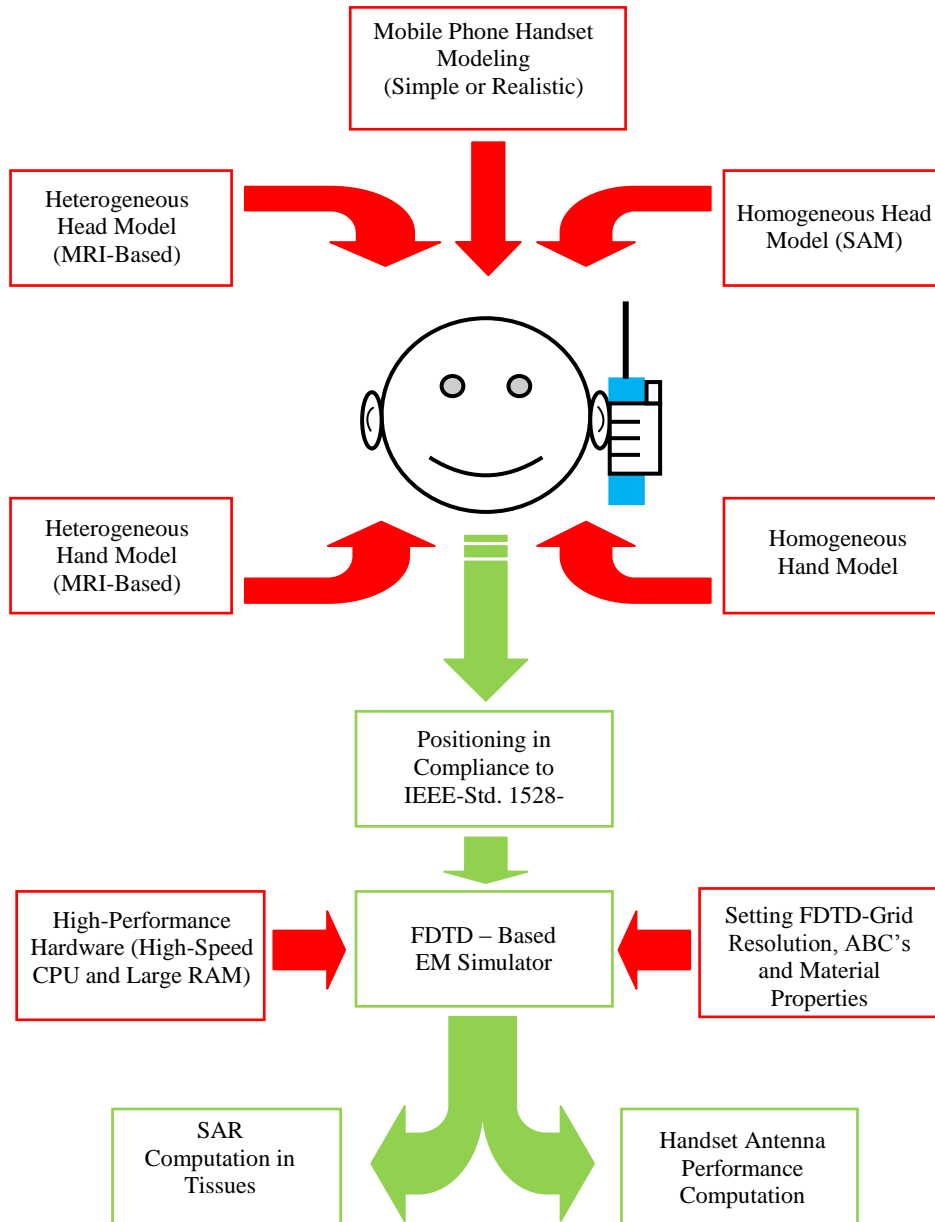 Mobile Phone Handset
Modeling
(Simple or Realistic)
Heterogeneous
Head Model
(MRI-Based)
Homogeneous Head
Model (SAM)
Heterogeneous
Hand Model
(MRI-Based)
Homogeneous
Hand Model
Positioning in
Compliance to
IEEE-Std. 1528-
High-Performance
Hardware (High-Speed
CPU and Large RAM)
FDTD – Based
EM Simulator
Setting FDTD-Grid
Resolution, ABC’s
and Material
Properties
SAR
Computation in
Tissues
Handset Antenna
Performance
Computation